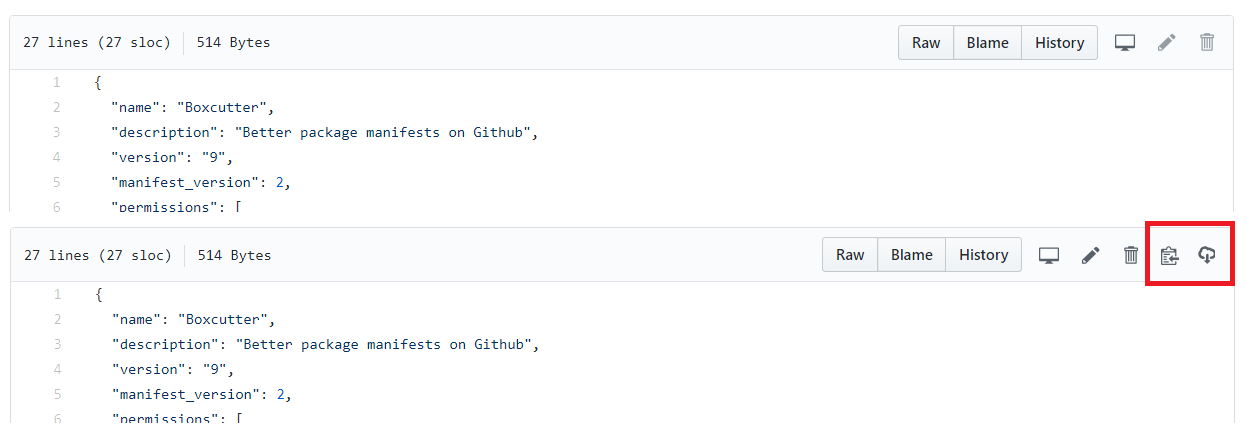 27 lines (27 sloc) 514 Bytes Raw Blame History
1 {
2 "name": "Boxcutter",
3 "description": "Better package manifests on Github",
4 "version": "9",
5 "manifest_version": 2,
6 "permissions": [
27 lines (27 sloc) 514 Bytes Raw Blame History
1 {
2 "name": "Boxcutter",
3 "description": "Better package manifests on Github",
4 "version": "9",
5 "manifest_version": 2,
6 "permissions": [